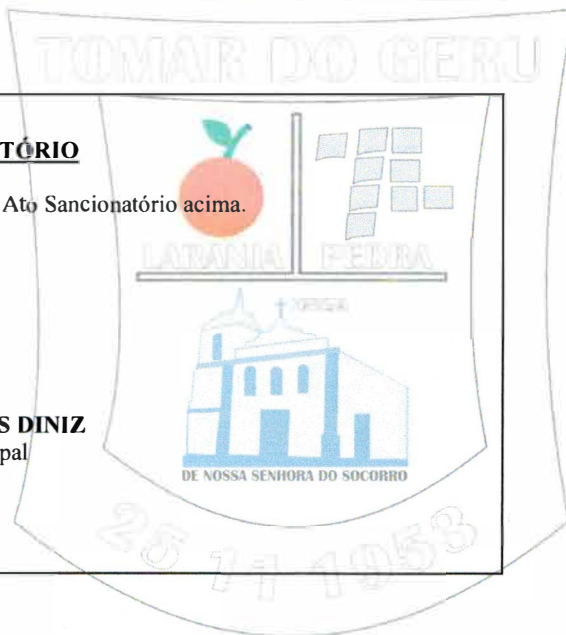 TOMAR DO GERU
TÓRIO
Ato Sancionatório acima.
LARANJA PEDRA
IGREJA
S DINIZ
pal
DE NOSSA SENHORA DO SOCORRO
25 11 1953